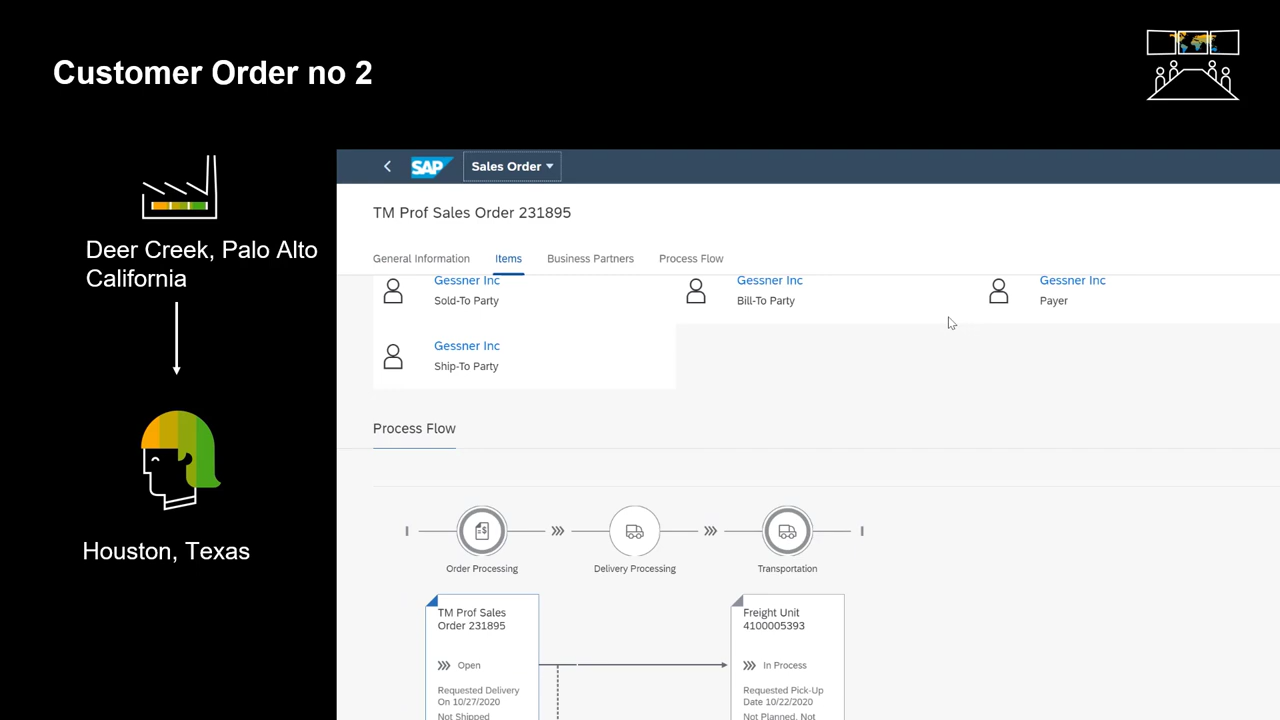 Customer Order no 2
Deer Creek, Palo Alto
California
Houston, Texas
SAP
Sales Order
TM Prof Sales Order 231895
General Information
Items
Business Partners
Process Flow
Gessner Inc
Sold-To Party
Gessner Inc
Bill-To Party
Gessner Inc
Payer
Gessner Inc
Ship-To Party
Process Flow
Order Processing
Delivery Processing
Transportation
TM Prof Sales
Order 231895
Open
Requested Delivery
On 10/27/2020
Not Shipped
Freight Unit
4100005393
In Process
Requested Pick-Up
Date 10/22/2020
Not Planned, Not